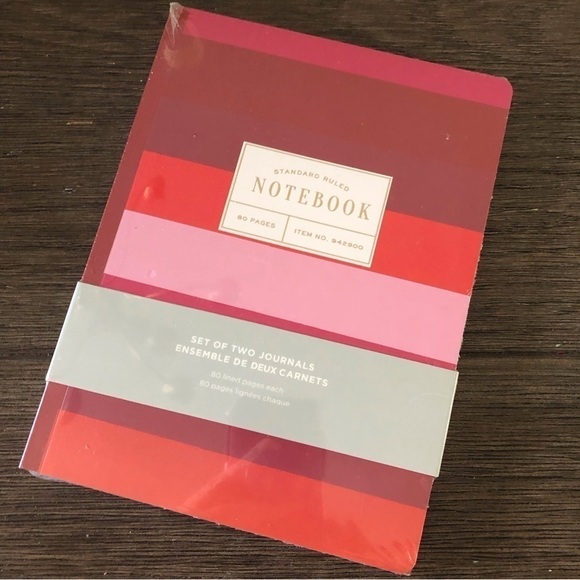 STANDARD RULED
NOTEBOOK
80 PAGES
ITEM NO. 942900
SET OF TWO JOURNALS
ENSEMBLE DE DEUX CARNETS
80 lined pages each
80 pages lignées chaque